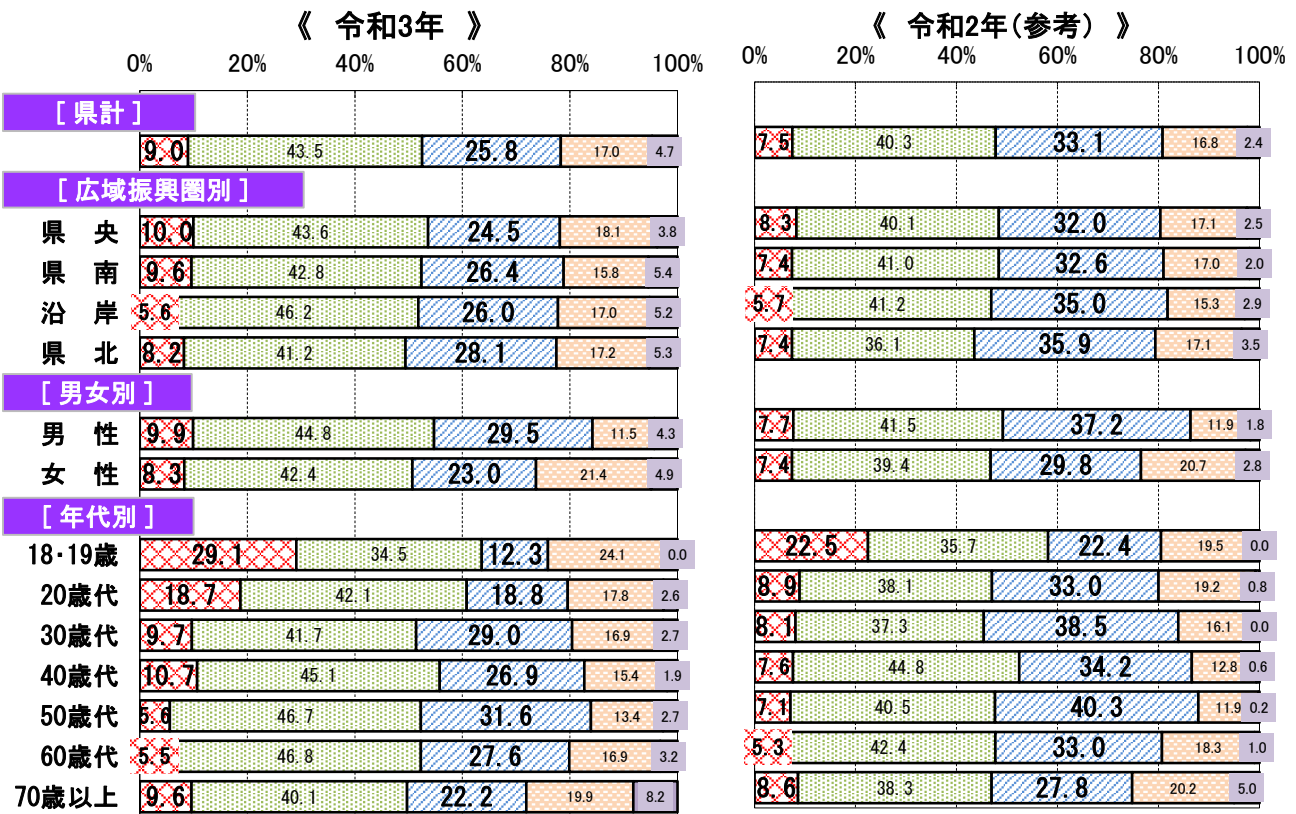 《 令和3年 》 《 令和2年(参考) 》
0% 20% 40% 60% 80% 100% 0% 20% 40% 60% 80% 100%
[ 県計 ]
9.0 43.5 25.8 17.0 4.7 7.5 40.3 33.1 16.8 2.4
[ 広域振興圏別 ]
県 央 10.0 43.6 24.5 18.1 3.8 8.3 40.1 32.0 17.1 2.5
県 南 9.6 42.8 26.4 15.8 5.4 7.4 41.0 32.6 17.0 2.0
沿 岸 5.6 46.2 26.0 17.0 5.2 5.7 41.2 35.0 15.3 2.9
県 北 8.2 41.2 28.1 17.2 5.3 7.4 36.1 35.9 17.1 3.5
[ 男女別 ]
男 性 9.9 44.8 29.5 11.5 4.3 7.7 41.5 37.2 11.9 1.8
女 性 8.3 42.4 23.0 21.4 4.9 7.4 39.4 29.8 20.7 2.8
[ 年代別 ]
18・19歳 29.1 34.5 12.3 24.1 0.0 22.5 35.7 22.4 19.5 0.0
20歳代 18.7 42.1 18.8 17.8 2.6 8.9 38.1 33.0 19.2 0.8
30歳代 9.7 41.7 29.0 16.9 2.7 8.1 37.3 38.5 16.1 0.0
40歳代 10.7 45.1 26.9 15.4 1.9 7.6 44.8 34.2 12.8 0.6
50歳代 5.6 46.7 31.6 13.4 2.7 7.1 40.5 40.3 11.9 0.2
60歳代 5.5 46.8 27.6 16.9 3.2 5.3 42.4 33.0 18.3 1.0
70歳以上 9.6 40.1 22.2 19.9 8.2 8.6 38.3 27.8 20.2 5.0